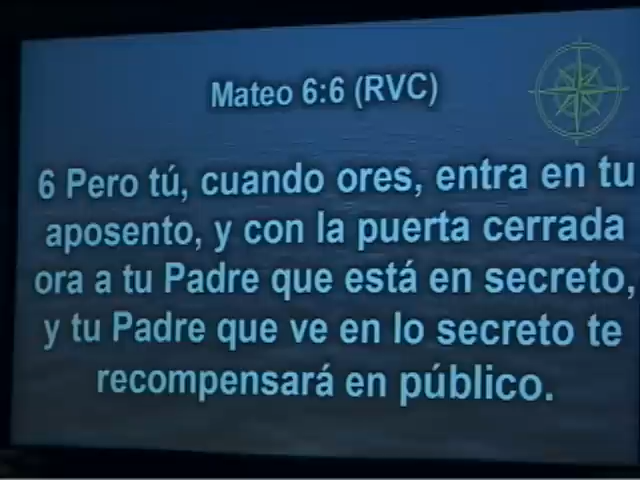 Mateo 6:6 (RVC)
6 Pero tú, cuando ores, entra en tu
aposento, y con la puerta cerrada
ora a tu Padre que está en secreto,
y tu Padre que ve en lo secreto te
recompensará en público.